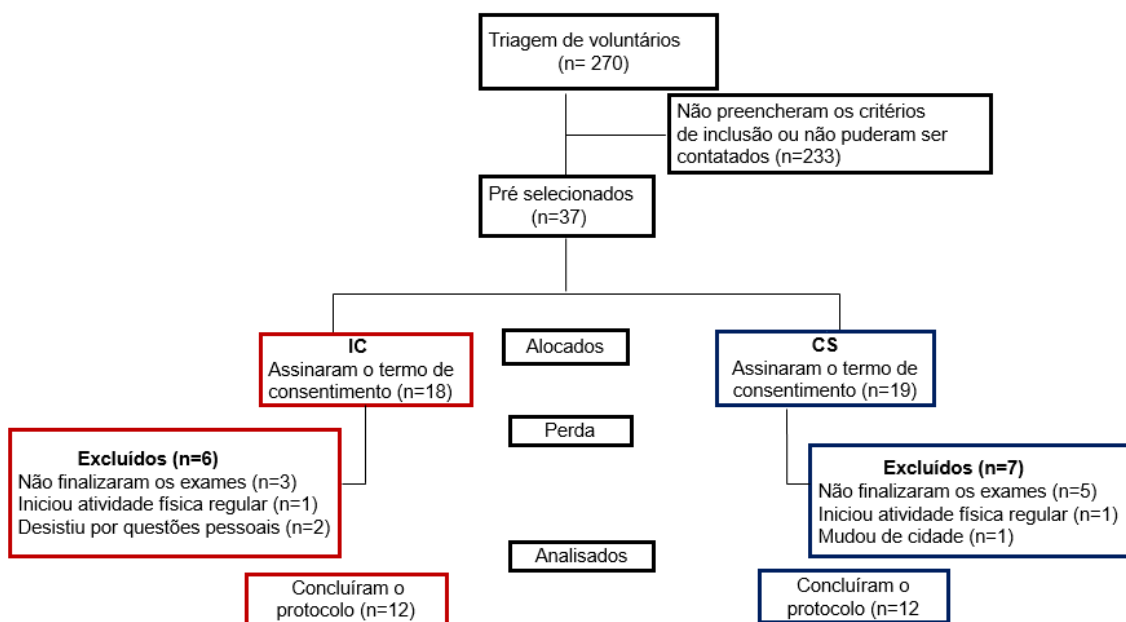 Triagem de voluntários
(n= 270)
Não preencheram os critérios
de inclusão ou não puderam ser
contatados (n=233)
Pré selecionados
(n=37)
IC
Assinaram o termo de
consentimento (n=18)
Alocados
CS
Assinaram o termo de
consentimento (n=19)
Perda
Excluídos (n=6)
Não finalizaram os exames (n=3)
Iniciou atividade física regular (n=1)
Desistiu por questões pessoais (n=2)
Excluídos (n=7)
Não finalizaram os exames (n=5)
Iniciou atividade física regular (n=1)
Mudou de cidade (n=1)
Analisados
Concluíram o
protocolo (n=12)
Concluíram o
protocolo (n=12